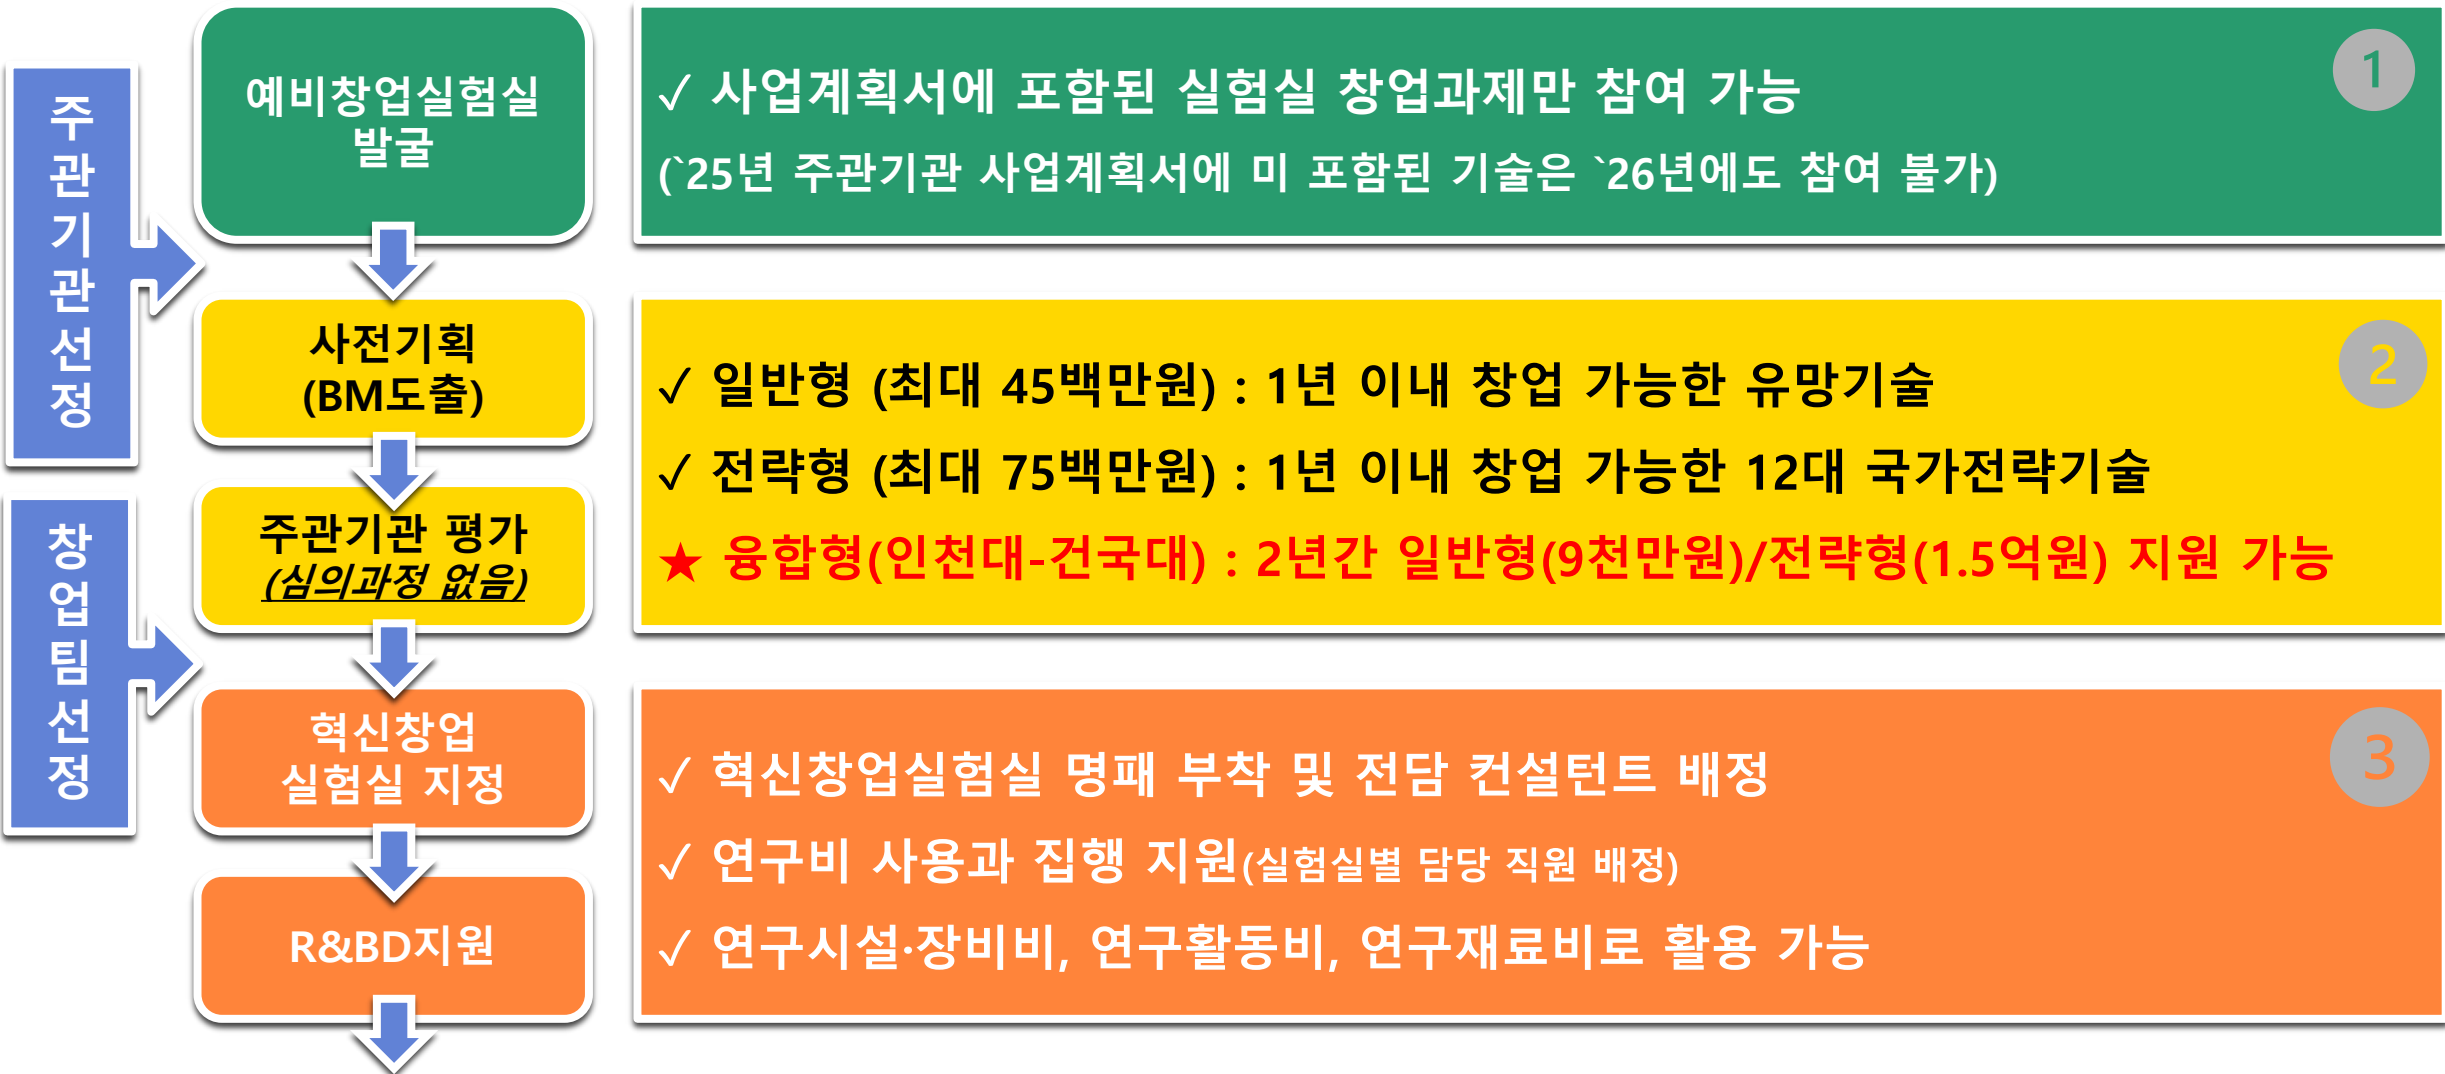 주관기관선정
예비창업실험실
발굴
✓ 사업계획서에 포함된 실험실 창업과제만 참여 가능
(`25년 주관기관 사업계획서에 미 포함된 기술은 `26년에도 참여 불가)
1
사전기획
(BM도출)
주관기관 평가
(심의과정 없음)
✓ 일반형 (최대 45백만원) : 1년 이내 창업 가능한 유망기술
✓ 전략형 (최대 75백만원) : 1년 이내 창업 가능한 12대 국가전략기술
★ 융합형(인천대-건국대) : 2년간 일반형(9천만원)/전략형(1.5억원) 지원 가능
2
창업팀선정
혁신창업
실험실 지정
R&BD지원
✓ 혁신창업실험실 명패 부착 및 전담 컨설턴트 배정
✓ 연구비 사용과 집행 지원(실험실별 담당 직원 배정)
✓ 연구시설·장비비, 연구활동비, 연구재료비로 활용 가능
3